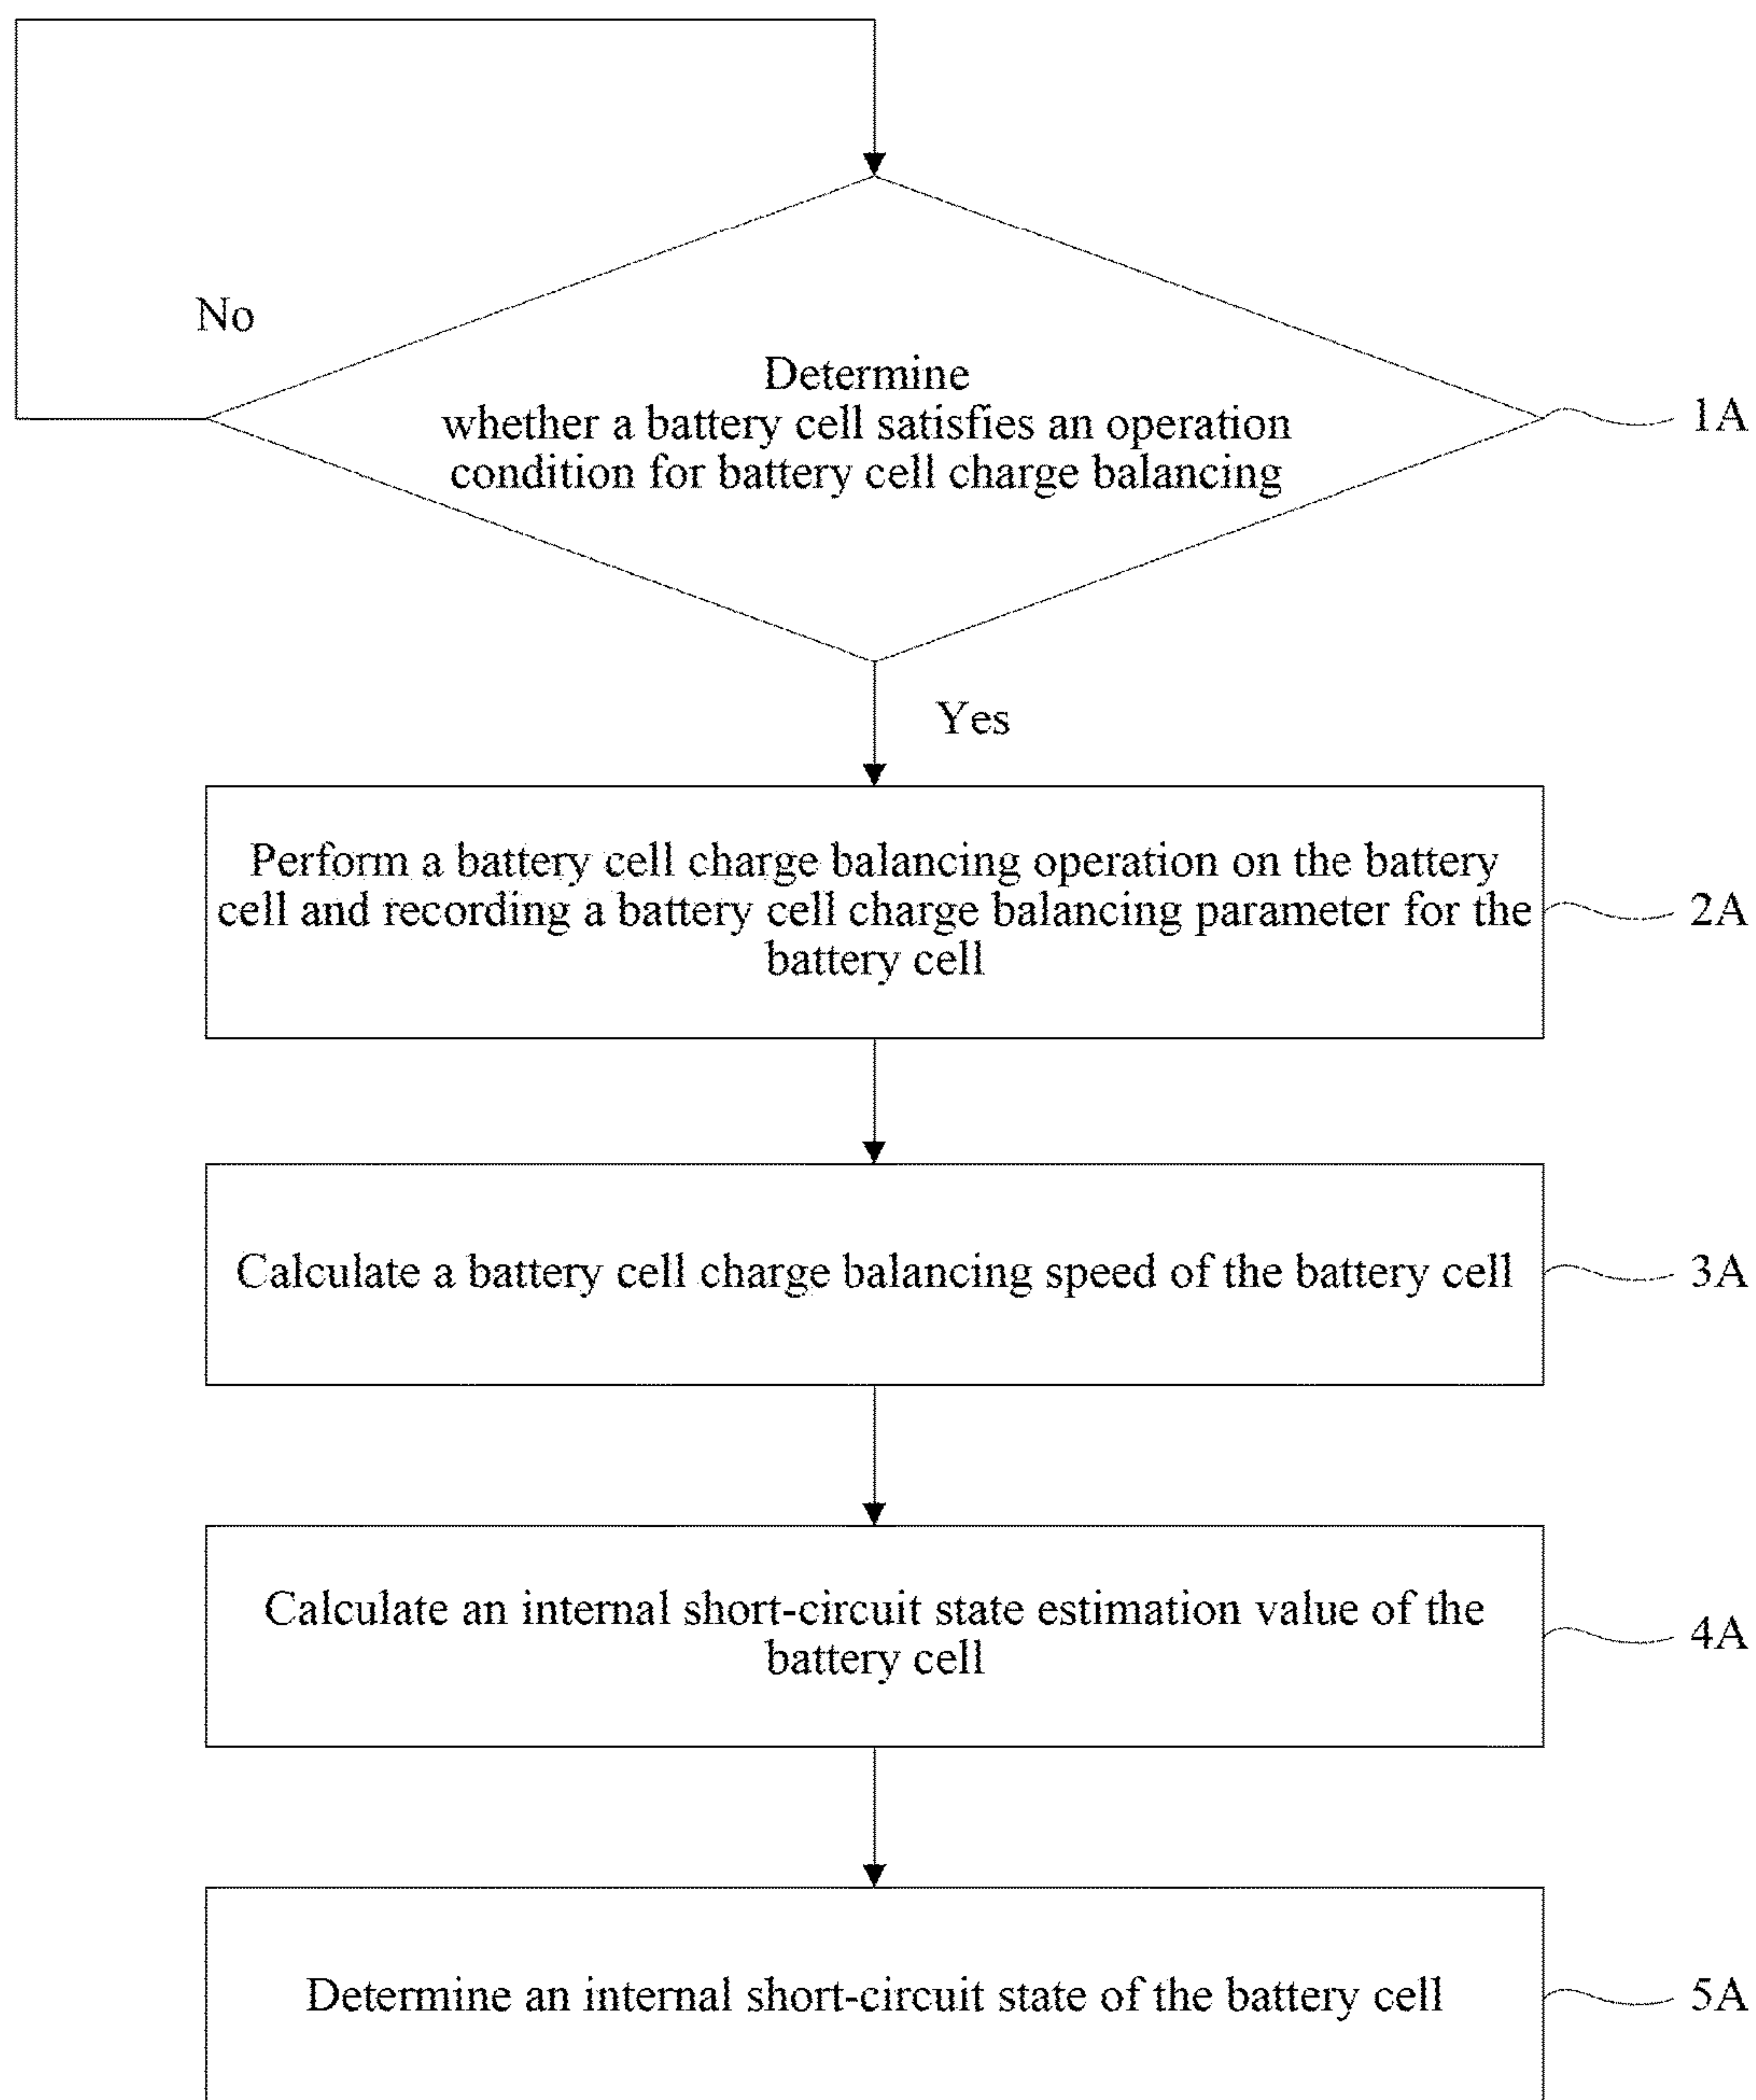 No
Determine
whether a battery cell satisfies an operation
condition for battery cell charge balancing
1A
Yes
Perform a battery cell charge balancing operation on the battery
cell and recording a battery cell charge balancing parameter for the
battery cell
2A
Calculate a battery cell charge balancing speed of the battery cell
3A
Calculate an internal short-circuit state estimation value of the
battery cell
4A
Determine an internal short-circuit state of the battery cell
5A